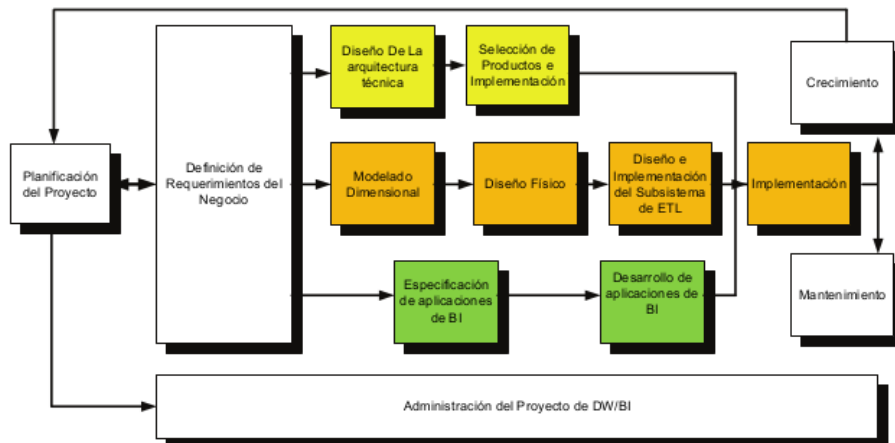 Planificación
del Proyecto
Definición de
Requerimientos del
Negocio
Diseño De La
arquitectura
técnica
Selección de
Productos e
Implementación
Modelado
Dimensional
Diseño Físico
Diseño e
Implementación
del Subsistema
de ETL
Implementación
Especificación
de aplicaciones
de BI
Desarrollo de
aplicaciones de
BI
Crecimiento
Mantenimiento
Administración del Proyecto de DW/BI